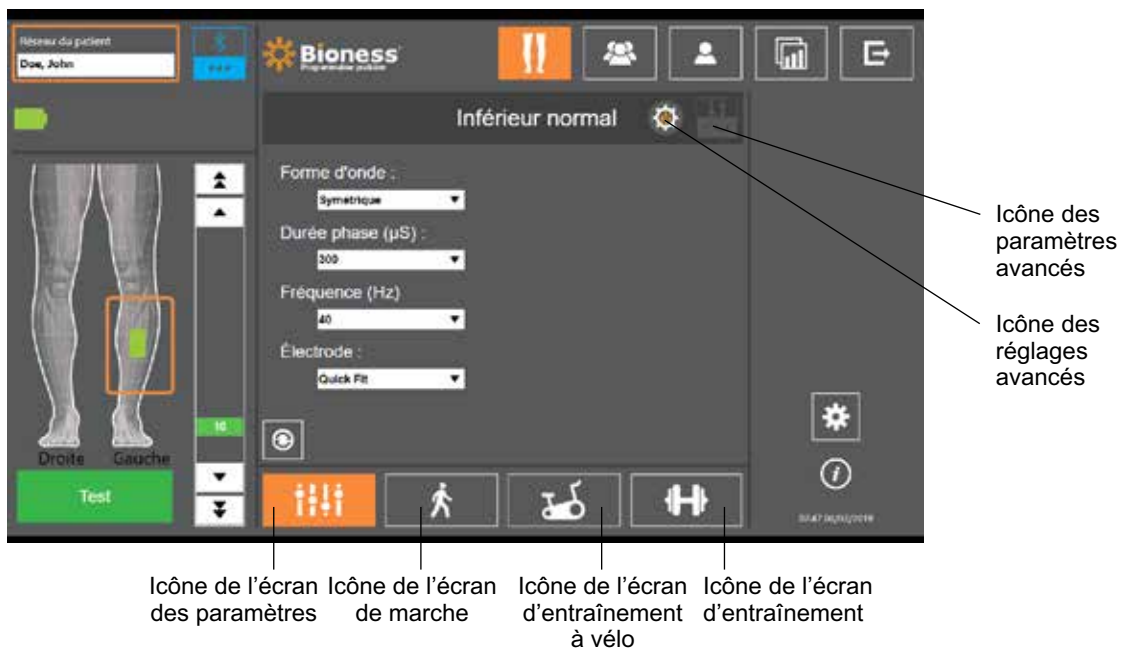 Réseau du patient
Doe, John
Bioness
Inférieur normal
Forme d'onde :
Symétrique
Durée phase (µS) :
300
Fréquence (Hz)
40
Électrode :
Quick Fit
10
Droite Gauche
Test
Icône des
paramètres
avancés
Icône des
réglages
avancés
Icône de l'écran
des paramètres
Icône de l'écran
de marche
Icône de l'écran
d'entraînement
à vélo
Icône de l'écran
d'entraînement